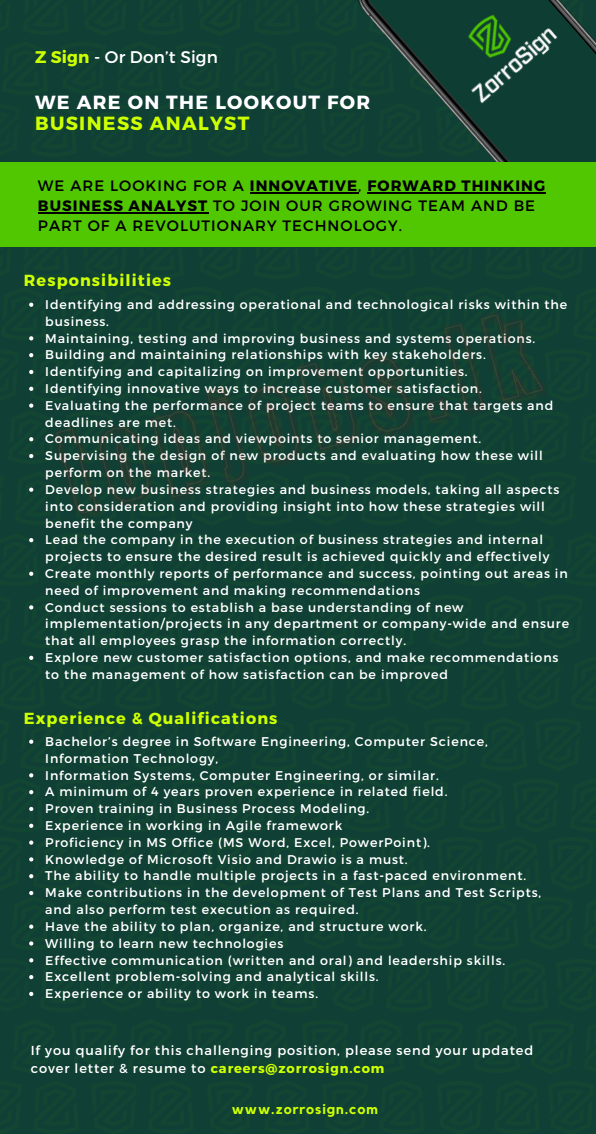 Z Sign - Or Don't Sign
ZorroSign
WE ARE ON THE LOOKOUT FOR
BUSINESS ANALYST
WE ARE LOOKING FOR A INNOVATIVE, FORWARD THINKING
BUSINESS ANALYST TO JOIN OUR GROWING TEAM AND BE
PART OF A REVOLUTIONARY TECHNOLOGY.
Responsibilities
• Identifying and addressing operational and technological risks within the
business.
• Maintaining, testing and improving business and systems operations.
• Building and maintaining relationships with key stakeholders.
• Identifying and capitalizing on improvement opportunities.
• Identifying innovative ways to increase customer satisfaction.
• Evaluating the performance of project teams to ensure that targets and
deadlines are met.
• Communicating ideas and viewpoints to senior management.
• Supervising the design of new products and evaluating how these will
perform on the market.
• Develop new business strategies and business models, taking all aspects
into consideration and providing insight into how these strategies will
benefit the company
• Lead the company in the execution of business strategies and internal
projects to ensure the desired result is achieved quickly and effectively
• Create monthly reports of performance and success, pointing out areas in
need of improvement and making recommendations
• Conduct sessions to establish a base understanding of new
implementation/projects in any department or company-wide and ensure
that all employees grasp the information correctly.
• Explore new customer satisfaction options, and make recommendations
to the management of how satisfaction can be improved
topjobs.lk
Experience & Qualifications
• Bachelor's degree in Software Engineering, Computer Science,
Information Technology,
• Information Systems, Computer Engineering, or similar.
• A minimum of 4 years proven experience in related field.
• Proven training in Business Process Modeling.
• Experience in working in Agile framework
• Proficiency in MS Office (MS Word, Excel, PowerPoint).
• Knowledge of Microsoft Visio and Drawio is a must.
• The ability to handle multiple projects in a fast-paced environment.
• Make contributions in the development of Test Plans and Test Scripts,
and also perform test execution as required.
• Have the ability to plan, organize, and structure work.
• Willing to learn new technologies
• Effective communication (written and oral) and leadership skills.
• Excellent problem-solving and analytical skills.
• Experience or ability to work in teams.
If you qualify for this challenging position, please send your updated
cover letter & resume to careers@zorrosign.com
www.zorrosign.com